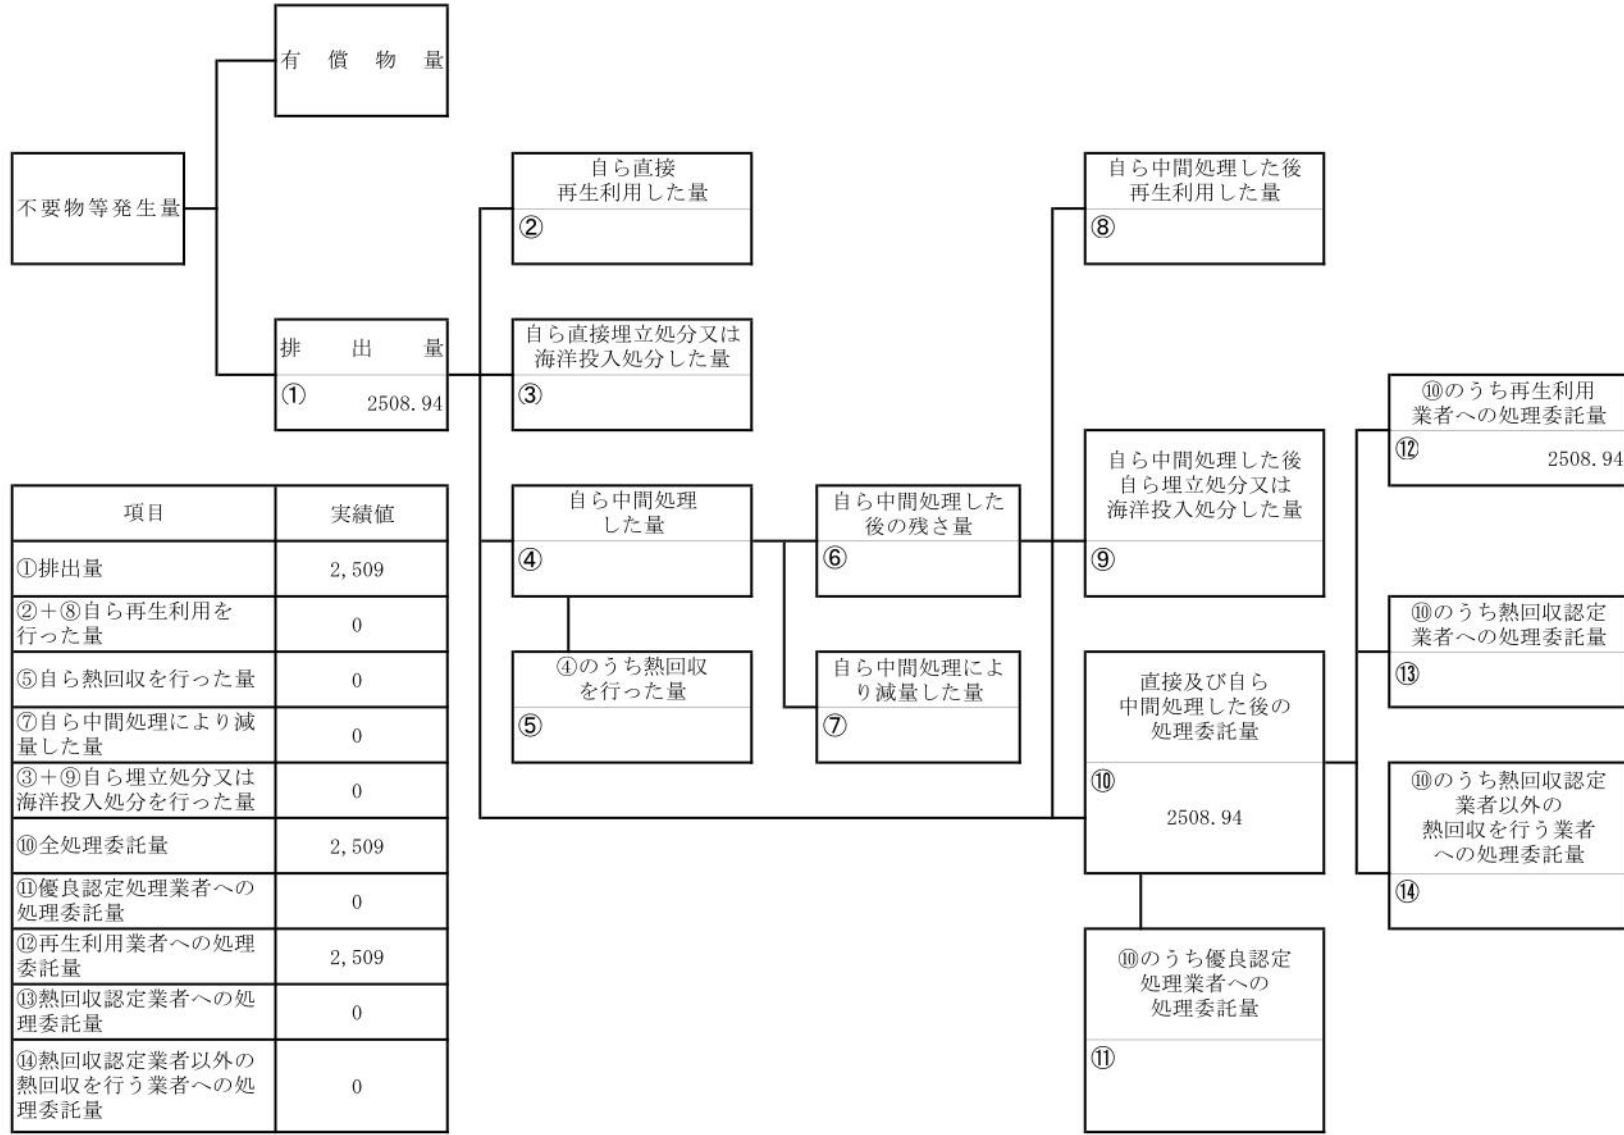 有償物量
不要物等発生量
排出量
①
2508.94
自ら直接
再生利用した量
②
自ら直接埋立処分又は
海洋投入処分した量
③
自ら中間処理
した量
④
④のうち熱回収
を行った量
⑤
自ら中間処理した
後の残さ量
⑥
自ら中間処理によ
り減量した量
⑦
自ら中間処理した後
再生利用した量
⑧
自ら中間処理した後
自ら埋立処分又は
海洋投入処分した量
⑨
直接及び自ら
中間処理した後の
処理委託量
⑩
2508.94
⑩のうち優良認定
処理業者への
処理委託量
⑪
⑩のうち再生利用
業者への処理委託量
⑫
2508.94
⑩のうち熱回収認定
業者への処理委託量
⑬
⑩のうち熱回収認定
業者以外の
熱回収を行う業者
への処理委託量
⑭
項目 実績値
①排出量 2,509
②+⑧自ら再生利用を
行った量 0
⑤自ら熱回収を行った量 0
⑦自ら中間処理により減
量した量 0
③+⑨自ら埋立処分又は
海洋投入処分を行った量 0
⑩全処理委託量 2,509
⑪優良認定処理業者への
処理委託量 0
⑫再生利用業者への処理
委託量 2,509
⑬熱回収認定業者への処
理委託量 0
⑭熱回収認定業者以外の
熱回収を行う業者への処
理委託量 0